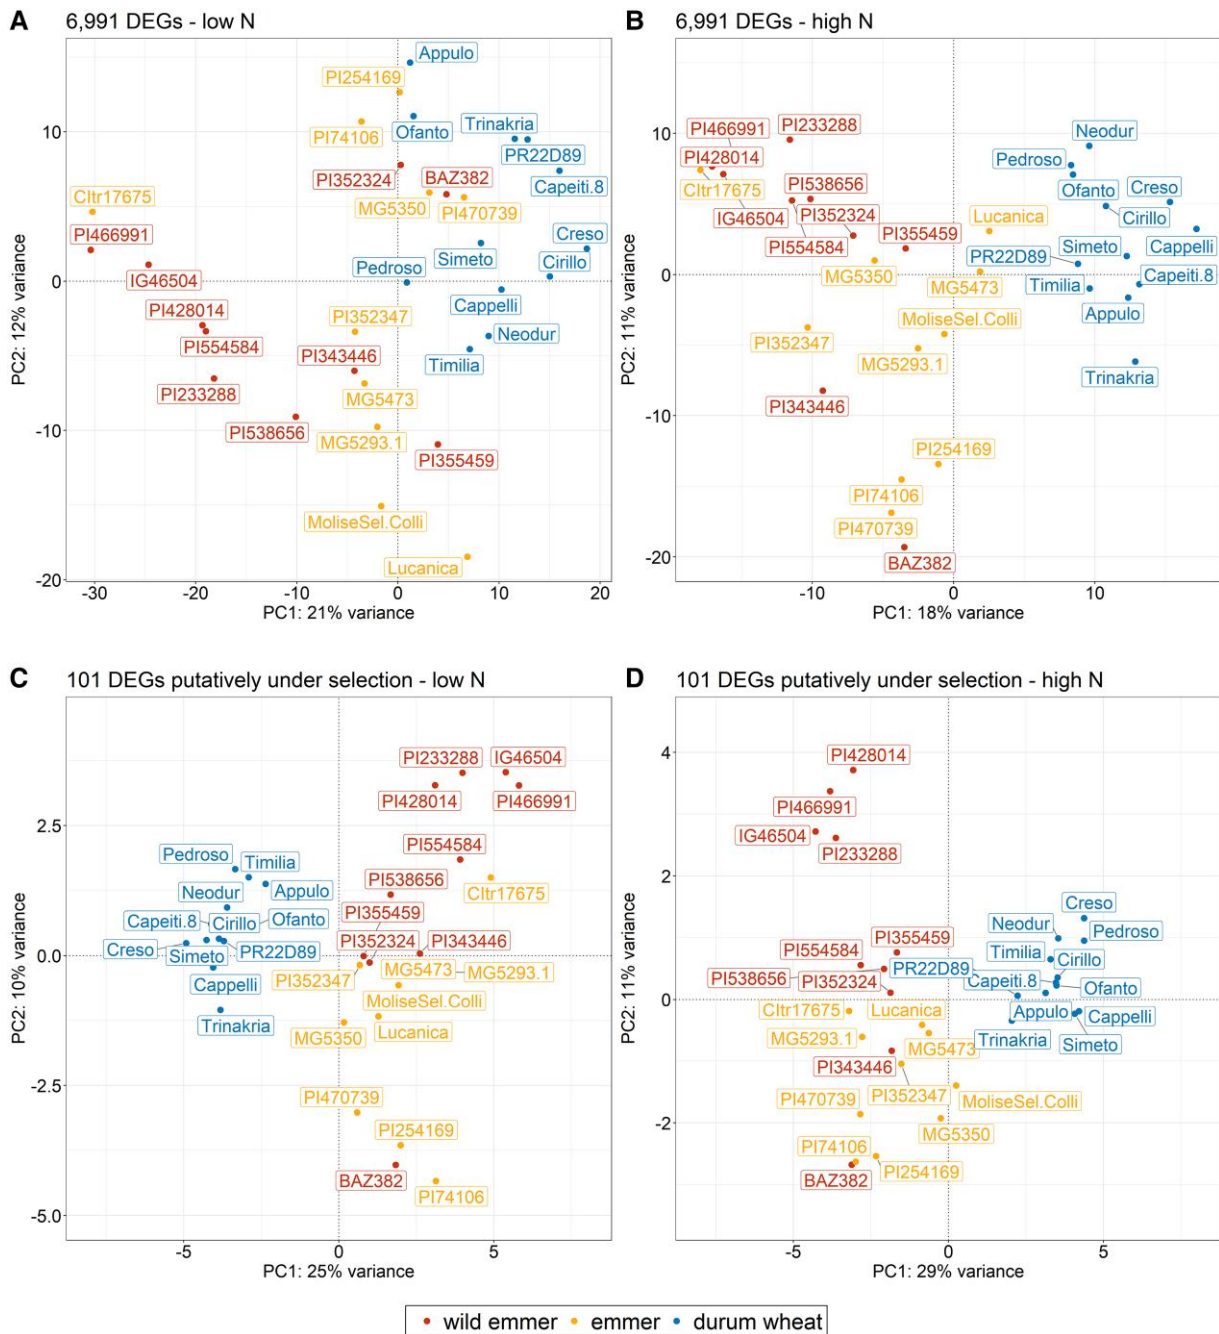 A 6,991 DEGs - low N
Appulo
PI254169
PI74106
Ofanto
Trinakria
PR22D89
PI352324
BAZ382
Capeiti.8
CItr17675
MG5350
PI470739
PI466991
Creso
IG46504
Simeto
Cirillo
Pedroso
PI428014
Cappelli
PI554584
PI352347
Neodur
PI343446
Timilia
PI233288
MG5473
PI538656
MG5293.1
PI355459
MoliseSel.Colli
Lucanica
10
0
-10
-20
-30 -20 -10 0 10 20
PC1: 21% variance
PC2: 12% variance
B 6,991 DEGs - high N
PI466991
PI233288
Neodur
PI428014
Pedroso
CItr17675
PI538656
Ofanto
Creso
IG46504
PI352324
Lucanica
Cirillo
PI554584
PI355459
Simeto
Cappelli
MG5350
PR22D89
MG5473
Timilia
Capeiti.8
MoliseSel.Colli
Appulo
PI352347
MG5293.1
Trinakria
PI343446
PI254169
PI74106
PI470739
BAZ382
10
0
-10
-20
-10 0 10
PC1: 18% variance
PC2: 11% variance
C 101 DEGs putatively under selection - low N
PI233288
IG46504
PI428014
PI466991
PI554584
Pedroso
Timilia
PI538656
CItr17675
Neodur
Appulo
PI355459
Capeiti.8
Cirillo
Ofanto
PI352324
PI343446
Creso
Simeto
PR22D89
PI352347
MG5473
MG5293.1
Cappelli
MoliseSel.Colli
Trinakria
MG5350
Lucanica
PI470739
PI254169
BAZ382
PI74106
2.5
0.0
-2.5
-5.0
-5 0 5
PC1: 25% variance
PC2: 10% variance
D 101 DEGs putatively under selection - high N
PI428014
PI466991
IG46504
PI233288
Creso
Neodur
Pedroso
PI355459
PI554584
Timilia
Cirillo
PI538656
PI352324
PR22D89
Capeiti.8
Ofanto
CItr17675
Lucanica
Appulo
Cappelli
MG5293.1
MG5473
Trinakria
Simeto
PI343446
PI470739
PI352347
MoliseSel.Colli
MG5350
PI74106
PI254169
BAZ382
4
2
0
-2
-5 0 5
PC1: 29% variance
PC2: 11% variance
wild emmer emmer durum wheat